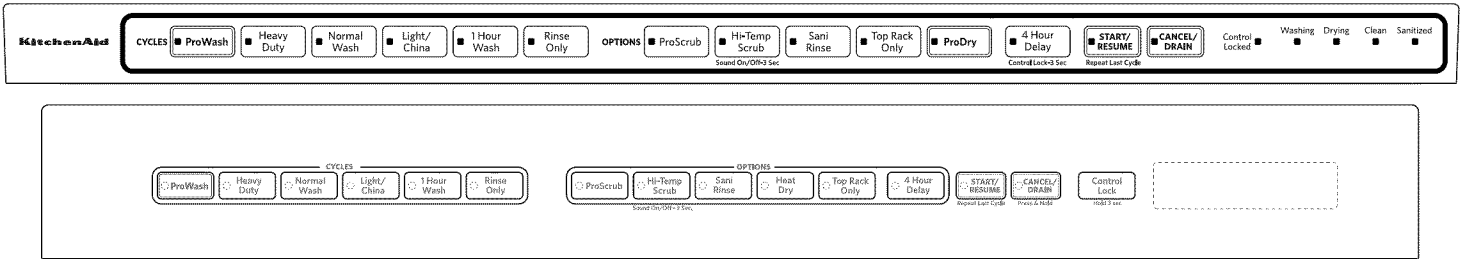 KitchenAid
CYCLES ProWash Heavy Duty Normal Wash Light/ China 1 Hour Wash Rinse Only OPTIONS ProScrub Hi-Temp Scrub Sani Rinse Top Rack Only ProDry 4 Hour Delay START/ RESUME CANCEL/ DRAIN Control Locked Washing Drying Clean Sanitized
Sound On/Off-3 Sec Control Lock-3 Sec Repeat Last Cycle
CYCLES OPTIONS
ProWash Heavy Duty Normal Wash Light/ China 1 Hour Wash Rinse Only ProScrub Hi-Temp Scrub Sani Rinse Heat Dry Top Rack Only 4 Hour Delay START/ RESUME CANCEL/ DRAIN Control Lock
Sound On/Off-3 Sec. Repeat Last Cycle Press & Hold Hold 3 sec.